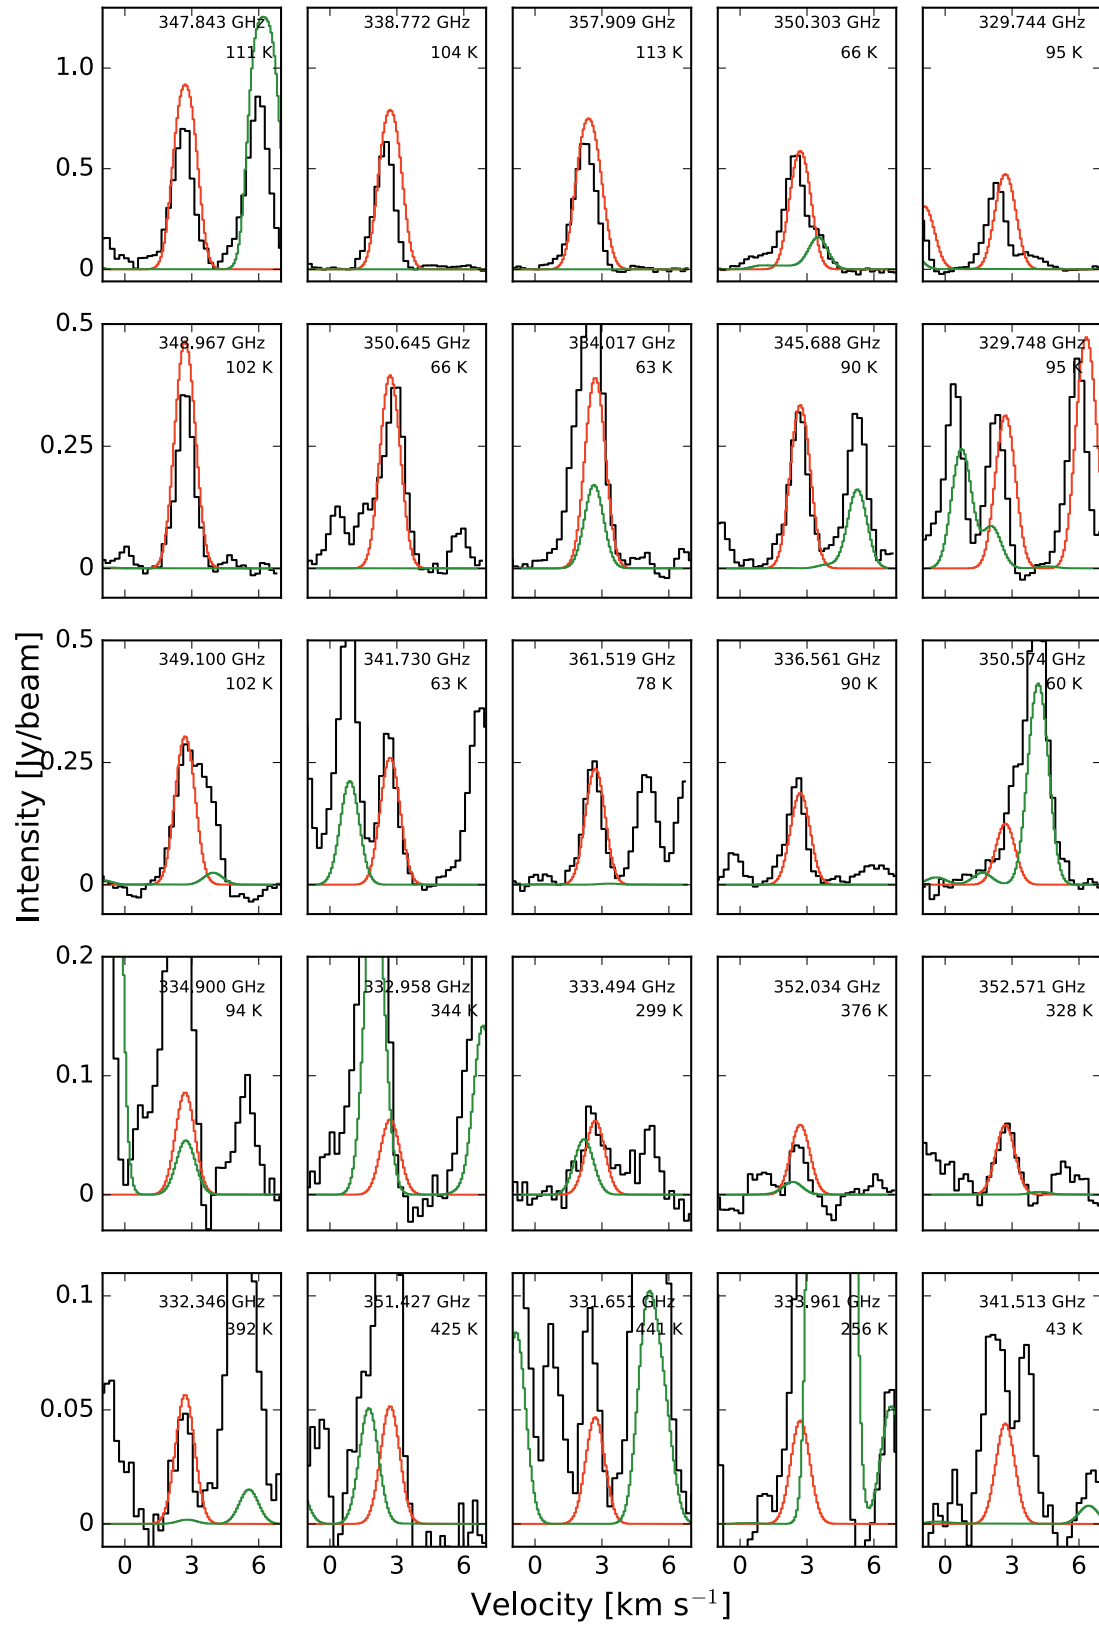 347.843 GHz
111 K
338.772 GHz
104 K
357.909 GHz
113 K
350.303 GHz
66 K
329.744 GHz
95 K
1.0
0.5
0
348.967 GHz
102 K
350.645 GHz
66 K
334.017 GHz
63 K
345.688 GHz
90 K
329.748 GHz
95 K
0.5
0.25
0
349.100 GHz
102 K
341.730 GHz
63 K
361.519 GHz
78 K
336.561 GHz
90 K
350.574 GHz
60 K
0.5
0.25
0
Intensity [Jy/beam]
334.900 GHz
94 K
332.958 GHz
344 K
333.494 GHz
299 K
352.034 GHz
376 K
352.571 GHz
328 K
0.2
0.1
0
332.346 GHz
392 K
351.427 GHz
425 K
331.651 GHz
441 K
333.961 GHz
256 K
341.513 GHz
43 K
0.1
0.05
0
0 3 6 0 3 6 0 3 6 0 3 6 0 3 6
Velocity [km s⁻¹]